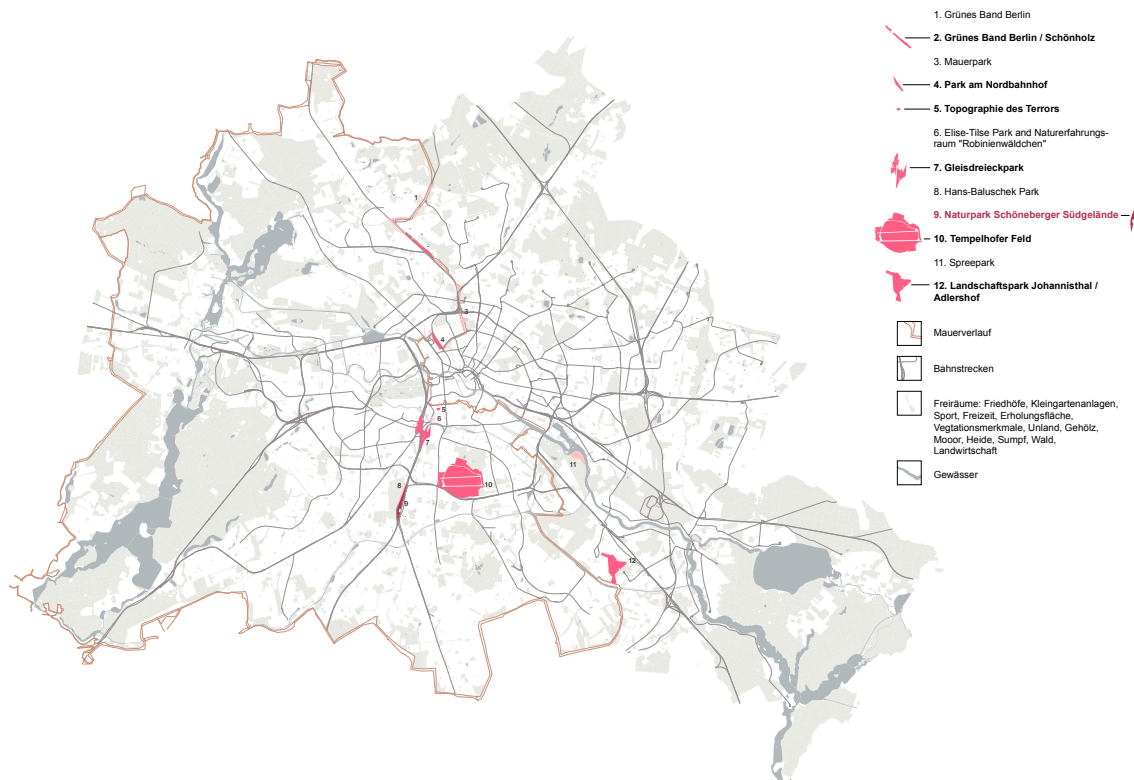 1. Grünes Band Berlin
2. Grünes Band Berlin / Schönholz
3. Mauerpark
4. Park am Nordbahnhof
5. Topographie des Terrors
6. Elise-Tilse Park and Naturerfahrungs-
raum "Robinienwäldchen"
7. Gleisdreieckpark
8. Hans-Baluschek Park
9. Naturpark Schöneberger Südgelände
10. Tempelhofer Feld
11. Spreepark
12. Landschaftspark Johannisthal /
Adlershof
Mauerverlauf
Bahnstrecken
Freiräume: Friedhöfe, Kleingartenanlagen,
Sport, Freizeit, Erholungsfläche,
Vegtationsmerkmale, Unland, Gehölz,
Mooor, Heide, Sumpf, Wald,
Landwirtschaft
Gewässer
1
3
4
5
6
7
11
8
10
9
12